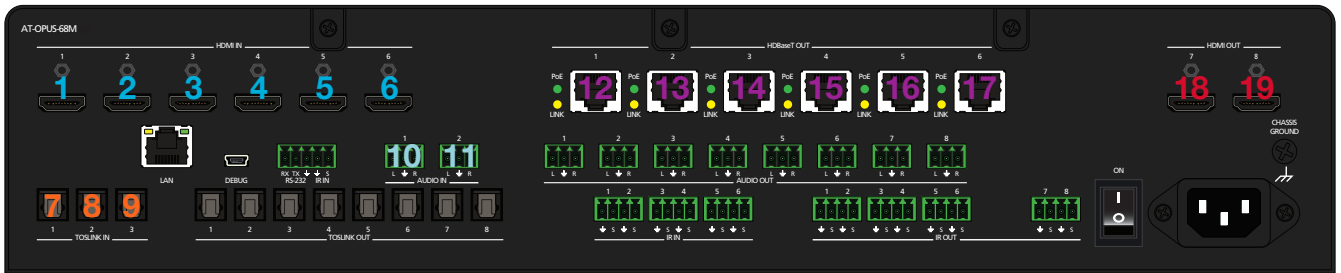 AT-OPUS-68M
HDMI IN
1 2 3 4 5 6
1 2 3 4 5 6
HDBaseT OUT
1 2 3 4 5 6
PoE PoE PoE PoE PoE PoE
12 13 14 15 16 17
LINK LINK LINK LINK LINK LINK
HDMI OUT
7 8
18 19
CHASSIS
GROUND
LAN
DEBUG
RX TX S
RS-232 IR IN
1 2
10 11
L R L R
AUDIO IN
1 2 3 4 5 6 7 8
L R L R L R L R L R L R L R L R
AUDIO OUT
7 8 9
1 2 3
TOSLINK IN
1 2 3 4 5 6 7 8
TOSLINK OUT
1 2 3 4 5 6
S S S S S S
IR IN
1 2 3 4 5 6 7 8
S S S S S S S S
IR OUT
ON